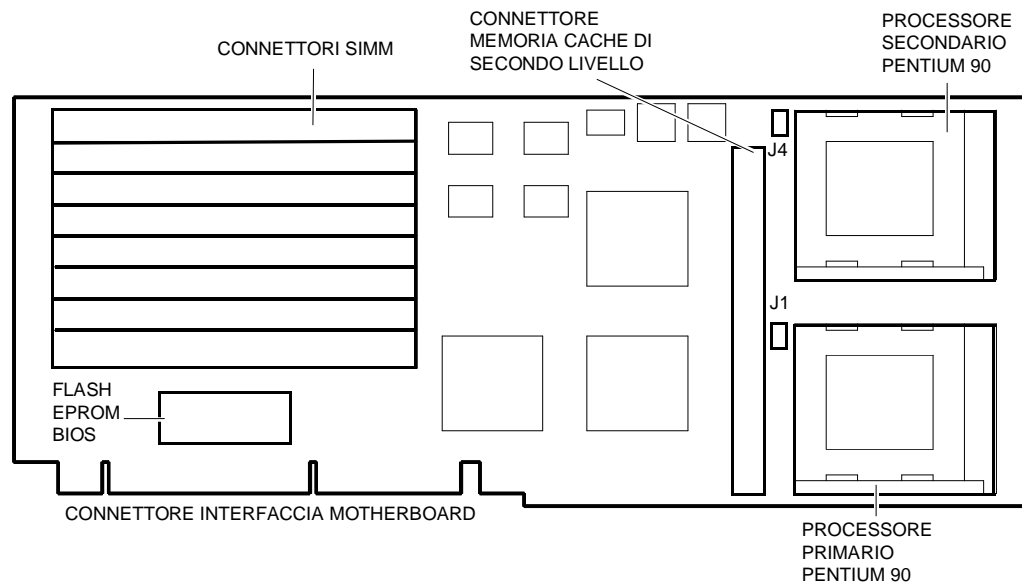 CONNETTORI SIMM
CONNETTORE
MEMORIA CACHE DI
SECONDO LIVELLO
PROCESSORE
SECONDARIO
PENTIUM 90
J4
J1
FLASH
EPROM
BIOS
CONNETTORE INTERFACCIA MOTHERBOARD
PROCESSORE
PRIMARIO
PENTIUM 90